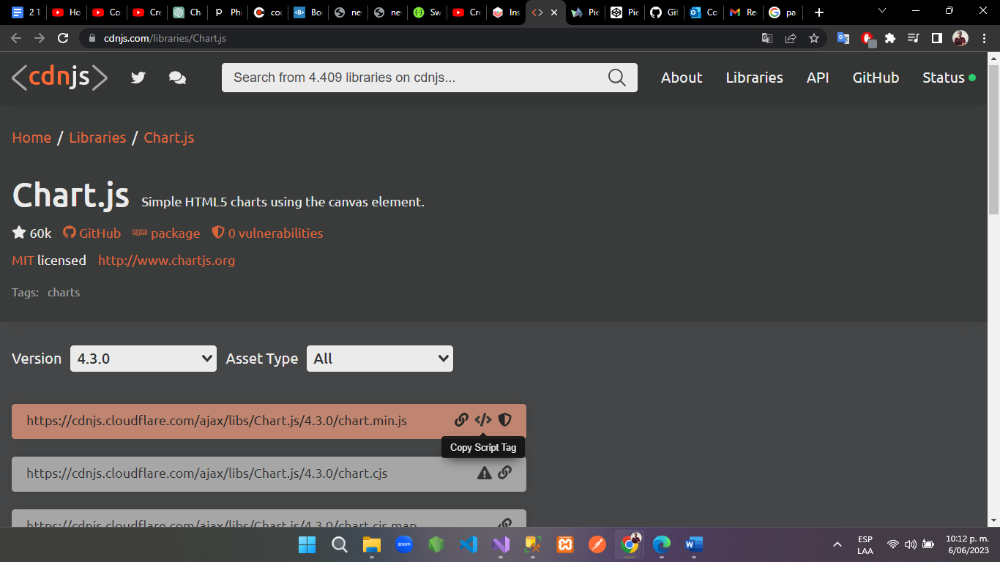 2 T
Ho
Co
Cre
Ch
Phi
coc
Bo
ne
ne
Sw
Cro
Ins
Pie
Pie
Git
Co
Re
pa
cdnjs.com/libraries/Chart.js
cdnjs
Search from 4.409 libraries on cdnjs...
About
Libraries
API
GitHub
Status
Home / Libraries / Chart.js
Chart.js Simple HTML5 charts using the canvas element.
60k GitHub package 0 vulnerabilities
MIT licensed http://www.chartjs.org
Tags: charts
Version 4.3.0 Asset Type All
https://cdnjs.cloudflare.com/ajax/libs/Chart.js/4.3.0/chart.min.js
Copy Script Tag
https://cdnjs.cloudflare.com/ajax/libs/Chart.js/4.3.0/chart.cjs
https://cdnjs.cloudflare.com/ajax/libs/Chart.js/4.3.0/chart.cjs.map
zoom
ESP
LAA
10:12 p. m.
6/06/2023